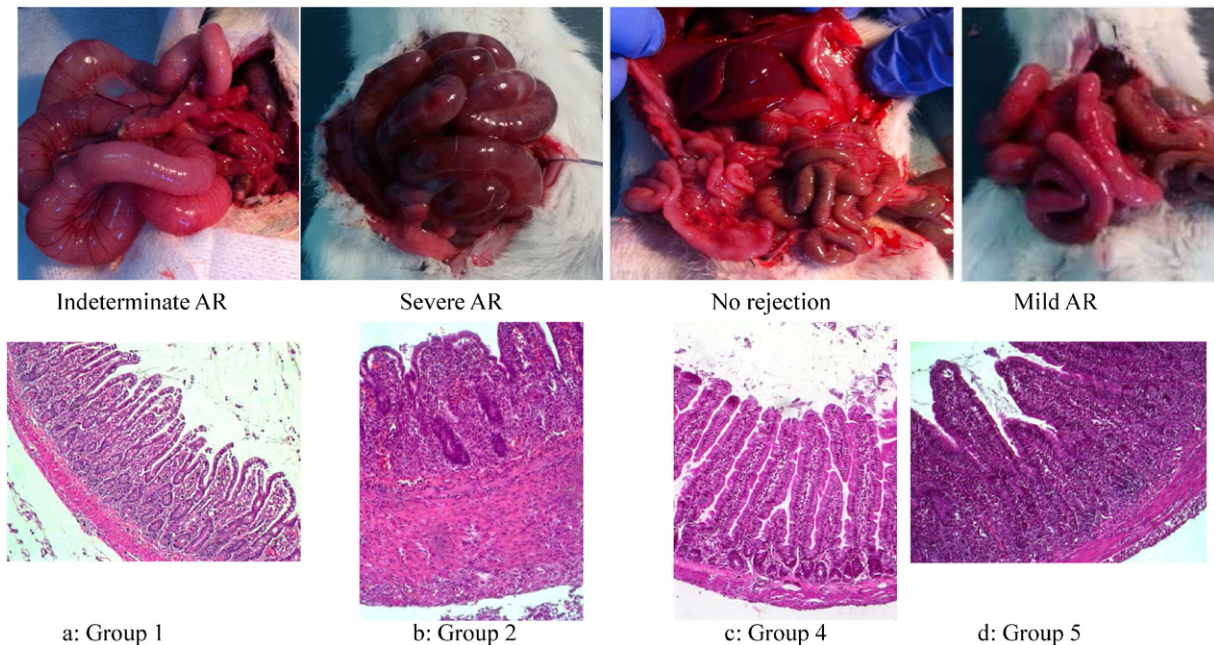 Indeterminate AR
Severe AR
No rejection
Mild AR
a: Group 1
b: Group 2
c: Group 4
d: Group 5